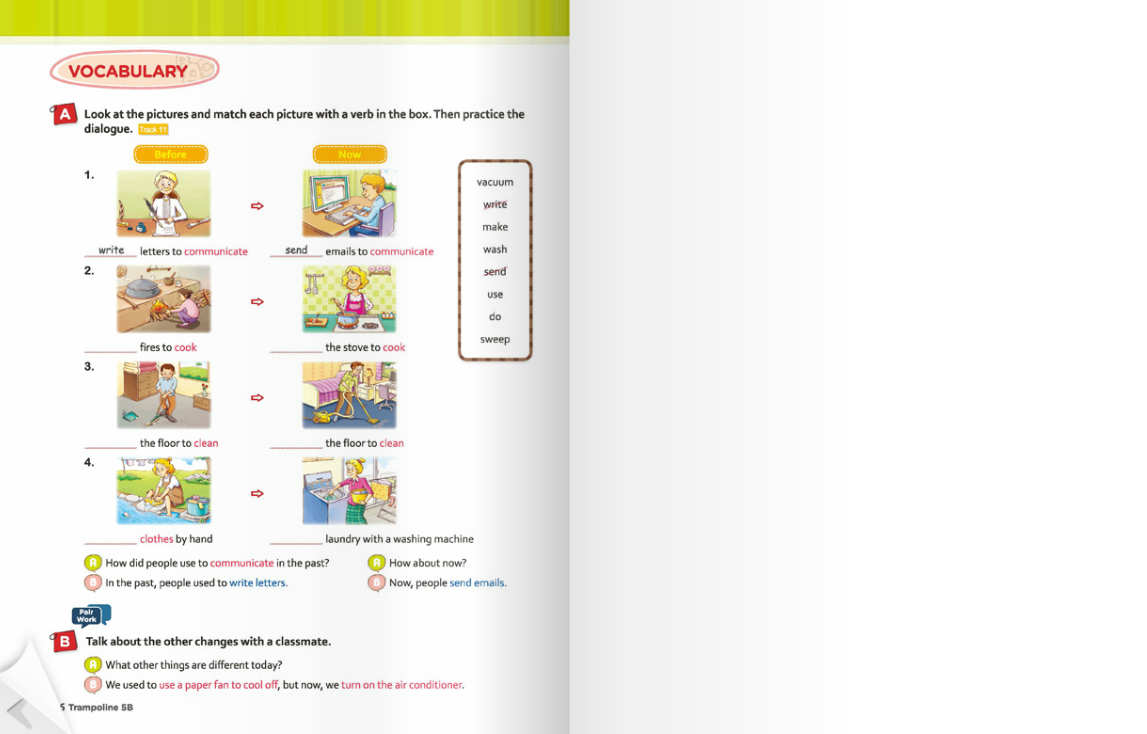 VOCABULARY
A Look at the pictures and match each picture with a verb in the box. Then practice the
dialogue. Track 11
Before Now
1.
write letters to communicate send emails to communicate
2.
fires to cook the stove to cook
3.
the floor to clean the floor to clean
4.
clothes by hand laundry with a washing machine
vacuum
write
make
wash
send
use
do
sweep
A How did people use to communicate in the past? A How about now?
B In the past, people used to write letters. B Now, people send emails.
Pair
Work
B Talk about the other changes with a classmate.
A What other things are different today?
B We used to use a paper fan to cool off, but now, we turn on the air conditioner.
6 Trampoline 5B